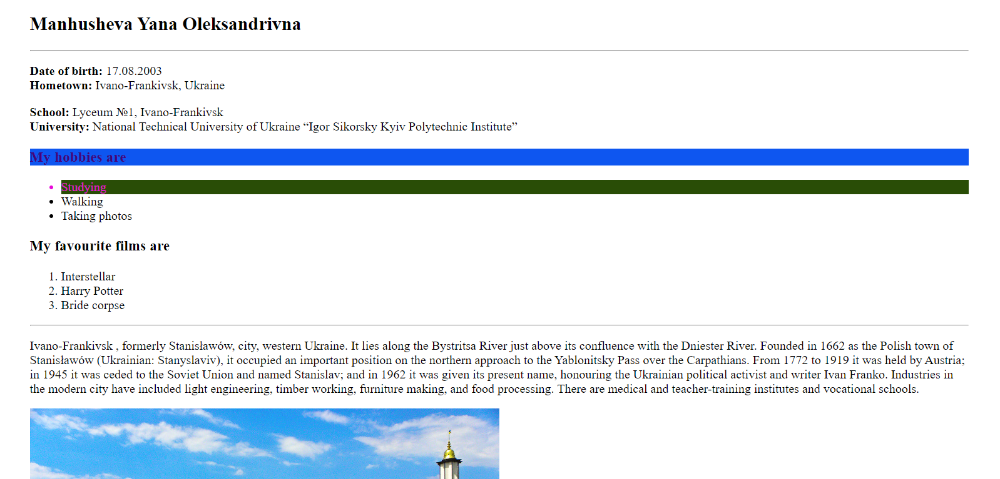 Manhusheva Yana Oleksandrivna
Date of birth: 17.08.2003
Hometown: Ivano-Frankivsk, Ukraine
School: Lyceum №1, Ivano-Frankivsk
University: National Technical University of Ukraine “Igor Sikorsky Kyiv Polytechnic Institute”
My hobbies are
• Studying
• Walking
• Taking photos
My favourite films are
1. Interstellar
2. Harry Potter
3. Bride corpse
Ivano-Frankivsk , formerly Stanisławów, city, western Ukraine. It lies along the Bystritsa River just above its confluence with the Dniester River. Founded in 1662 as the Polish town of
Stanisławów (Ukrainian: Stanyslaviv), it occupied an important position on the northern approach to the Yablonitsky Pass over the Carpathians. From 1772 to 1919 it was held by Austria;
in 1945 it was ceded to the Soviet Union and named Stanislav; and in 1962 it was given its present name, honouring the Ukrainian political activist and writer Ivan Franko. Industries in
the modern city have included light engineering, timber working, furniture making, and food processing. There are medical and teacher-training institutes and vocational schools.